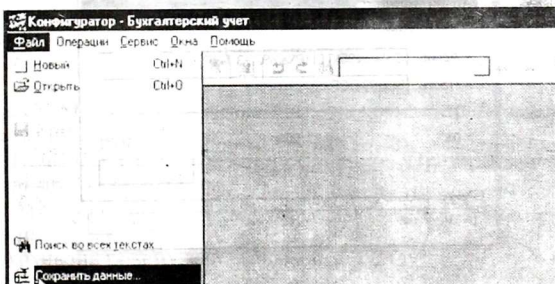 Конфигуратор - Бухгалтерский учет
Файл Операции Сервис Окна Помощь
Новый Ctrl+N
Открыть Ctrl+O
Поиск во всех текстах...
Сохранить данные...